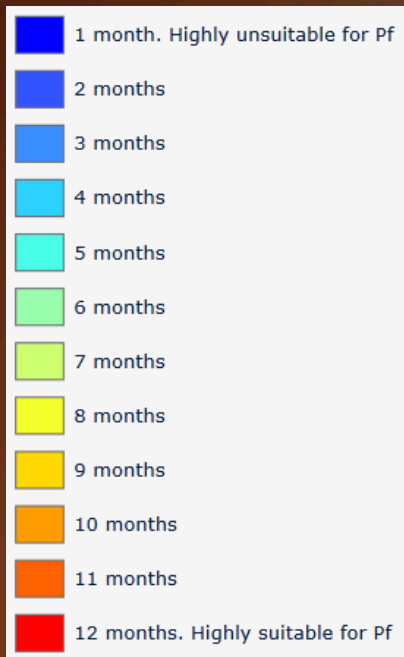 1 month. Highly unsuitable for Pf
2 months
3 months
4 months
5 months
6 months
7 months
8 months
9 months
10 months
11 months
12 months. Highly suitable for Pf